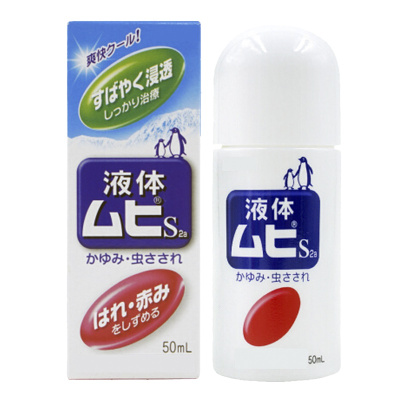 爽快クール!
すばやく浸透
しっかり治療
液体
ムヒ®S2a
かゆみ・虫さされ
はれ・赤み
をしずめる
50mL
液体
ムヒ®S2a
かゆみ・虫さされ
50mL